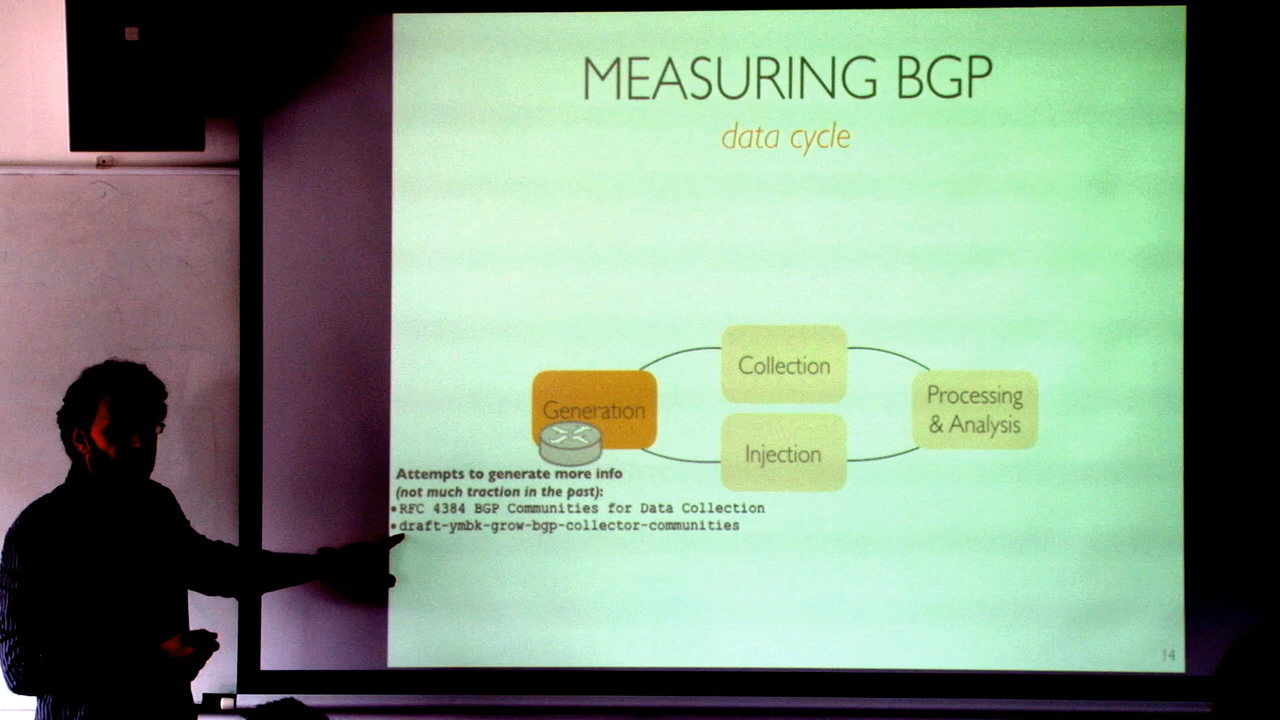 MEASURING BGP
data cycle
Collection
Generation
Processing
& Analysis
Injection
Attempts to generate more info
(not much traction in the past):
•RFC 4384 BGP Communities for Data Collection
•draft-ymbk-grow-bgp-collector-communities
14